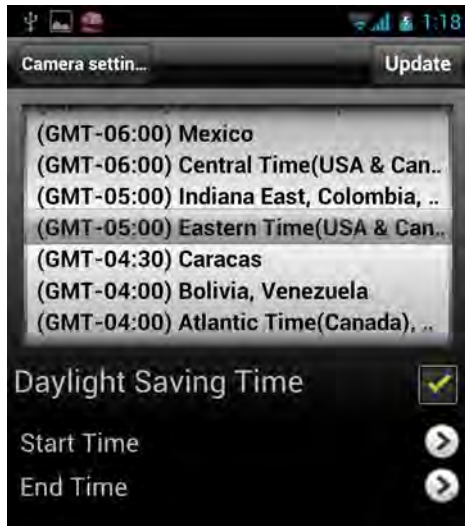 1:18
Camera settin...
Update
(GMT-06:00) Mexico
(GMT-06:00) Central Time(USA & Can..
(GMT-05:00) Indiana East, Colombia, ..
(GMT-05:00) Eastern Time(USA & Can..
(GMT-04:30) Caracas
(GMT-04:00) Bolivia, Venezuela
(GMT-04:00) Atlantic Time(Canada), ..
Daylight Saving Time
Start Time
End Time